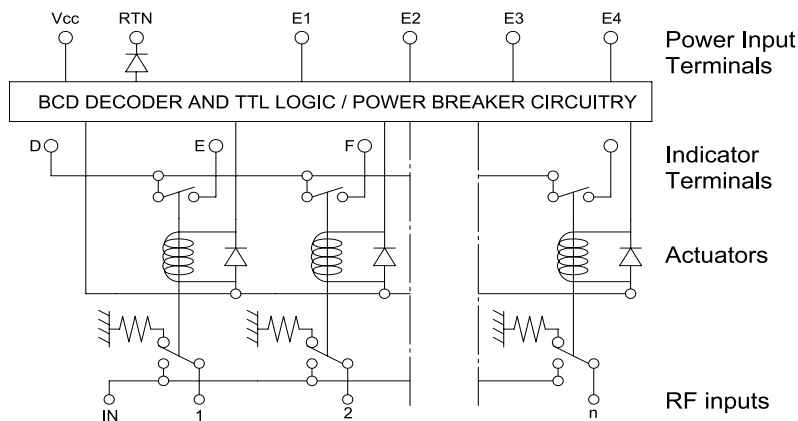 Vcc RTN E1 E2 E3 E4
Power Input
Terminals
BCD DECODER AND TTL LOGIC / POWER BREAKER CIRCUITRY
D E F
Indicator
Terminals
Actuators
IN 1 2 n
RF inputs